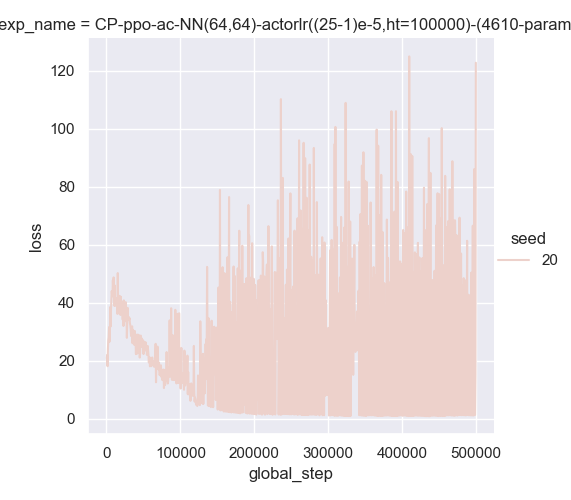 exp_name = CP-ppo-ac-NN(64,64)-actorlr((25-1)e-5,ht=100000)-(4610-param
120
100
80
60
40
20
0
loss
seed
20
0 100000 200000 300000 400000 500000
global_step